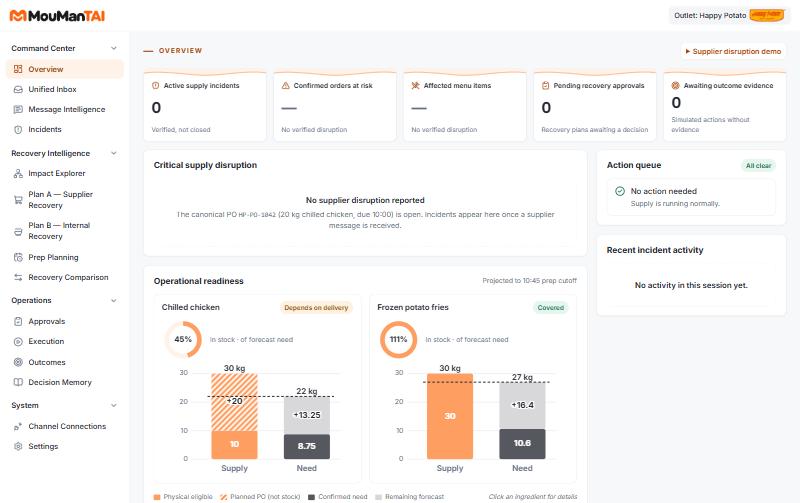 MouManTAI
Outlet: Happy Potato
Command Center
Overview
Unified Inbox
Message Intelligence
Incidents
Recovery Intelligence
Impact Explorer
Plan A — Supplier
Recovery
Plan B — Internal
Recovery
Prep Planning
Recovery Comparison
Operations
Approvals
Execution
Outcomes
Decision Memory
System
Channel Connections
Settings
OVERVIEW
Supplier disruption demo
Active supply incidents
0
Verified, not closed
Confirmed orders at risk
—
No verified disruption
Affected menu items
—
No verified disruption
Pending recovery approvals
0
Recovery plans awaiting a decision
Awaiting outcome evidence
0
Simulated actions without
evidence
Critical supply disruption
No supplier disruption reported
The canonical PO HP-PO-1842 (20 kg chilled chicken, due 10:00) is open. Incidents appear here once a supplier
message is received.
Action queue
All clear
No action needed
Supply is running normally.
Recent incident activity
No activity in this session yet.
Operational readiness
Projected to 10:45 prep cutoff
Chilled chicken
Depends on delivery
45%
In stock · of forecast need
30 kg
30
22 kg
20
+20
+13.25
10
10
8.75
0
Supply
Need
Frozen potato fries
Covered
111%
In stock · of forecast need
30 kg
30
27 kg
20
+16.4
30
10
10.6
0
Supply
Need
Physical eligible
Planned PO (not stock)
Confirmed need
Remaining forecast
Click an ingredient for details